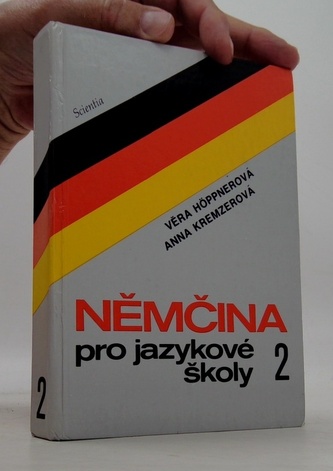 Scientia
VĚRA HÖPPNEROVÁ
ANNA KREMZEROVÁ
NĚMČINA
pro jazykové
školy 2
2